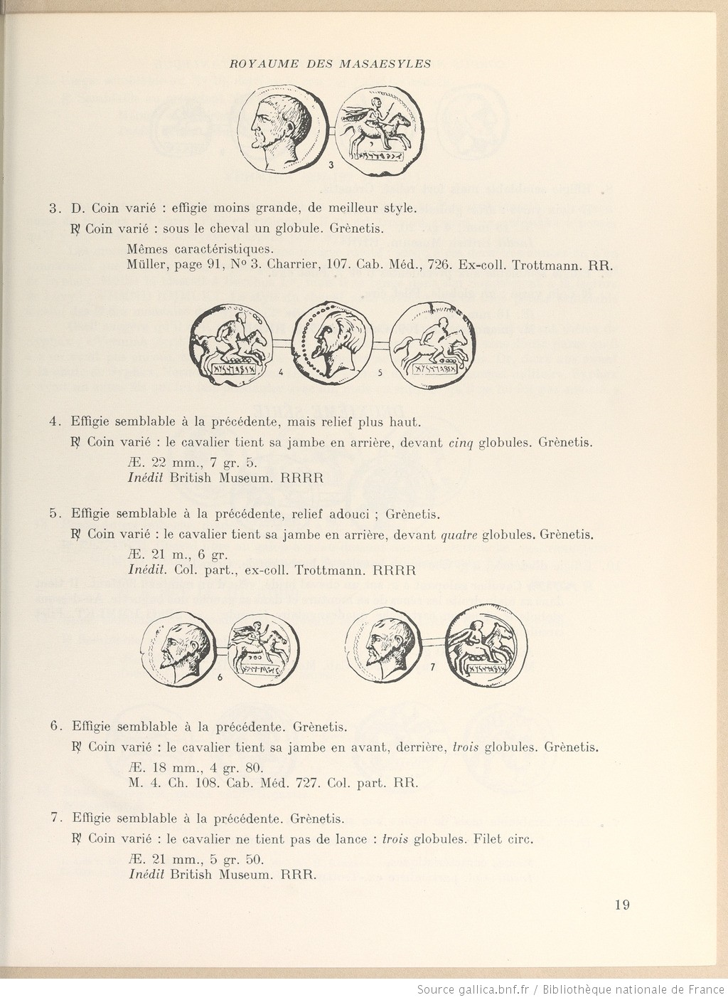 ROYAUME DES MASAESYLES
3
3. D. Coin varié : effigie moins grande, de meilleur style.
R/ Coin varié : sous le cheval un globule. Grènetis.
Mêmes caractéristiques.
Müller, page 91, Nº 3. Charrier, 107. Cab. Méd., 726. Ex-coll. Trottmann. RR.
4 5
4. Effigie semblable à la précédente, mais relief plus haut.
R/ Coin varié : le cavalier tient sa jambe en arrière, devant cinq globules. Grènetis.
Æ. 22 mm., 7 gr. 5.
Inédit British Museum. RRRR
5. Effigie semblable à la précédente, relief adouci ; Grènetis.
R/ Coin varié : le cavalier tient sa jambe en arrière, devant quatre globules. Grènetis.
Æ. 21 m., 6 gr.
Inédit. Col. part., ex-coll. Trottmann. RRRR
6 7
6. Effigie semblable à la précédente. Grènetis.
R/ Coin varié : le cavalier tient sa jambe en avant, derrière, trois globules. Grènetis.
Æ. 18 mm., 4 gr. 80.
M. 4. Ch. 108. Cab. Méd. 727. Col. part. RR.
7. Effigie semblable à la précédente. Grènetis.
R/ Coin varié : le cavalier ne tient pas de lance : trois globules. Filet circ.
Æ. 21 mm., 5 gr. 50.
Inédit British Museum. RRR.
19
Source gallica.bnf.fr / Bibliothèque nationale de France